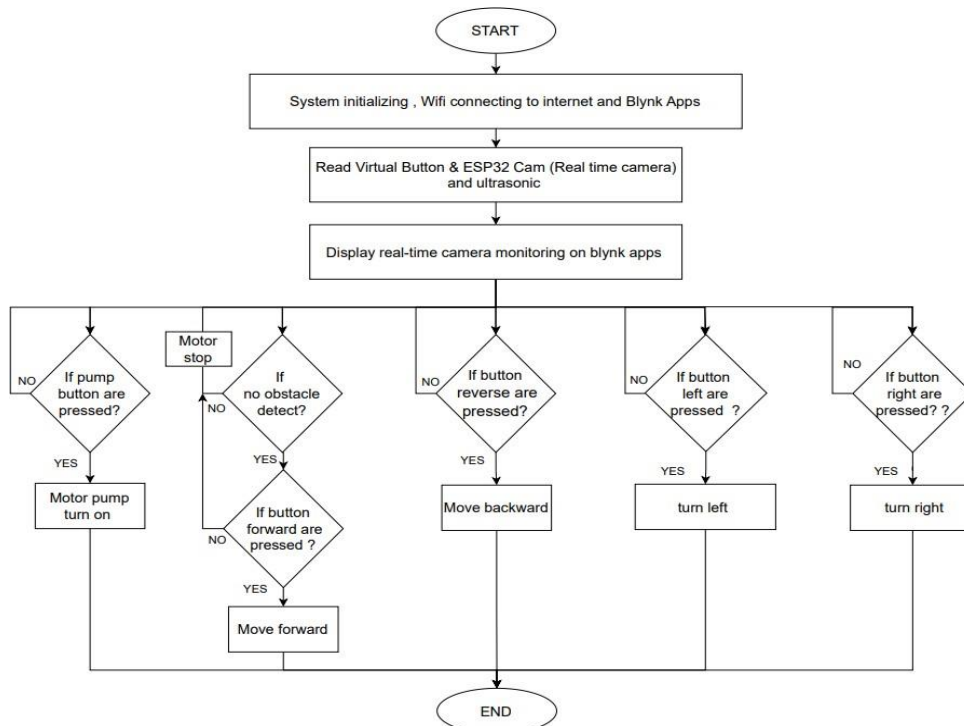 START
System initializing , Wifi connecting to internet and Blynk Apps
Read Virtual Button & ESP32 Cam (Real time camera)
and ultrasonic
Display real-time camera monitoring on blynk apps
If pump
button are
pressed?
NO
YES
Motor pump
turn on
Motor
stop
If
no obstacle
detect?
NO
YES
If button
forward are
pressed ?
NO
YES
Move forward
If button
reverse are
pressed?
NO
YES
Move backward
If button
left are
pressed ?
NO
YES
turn left
If button
right are
pressed? ?
NO
YES
turn right
END